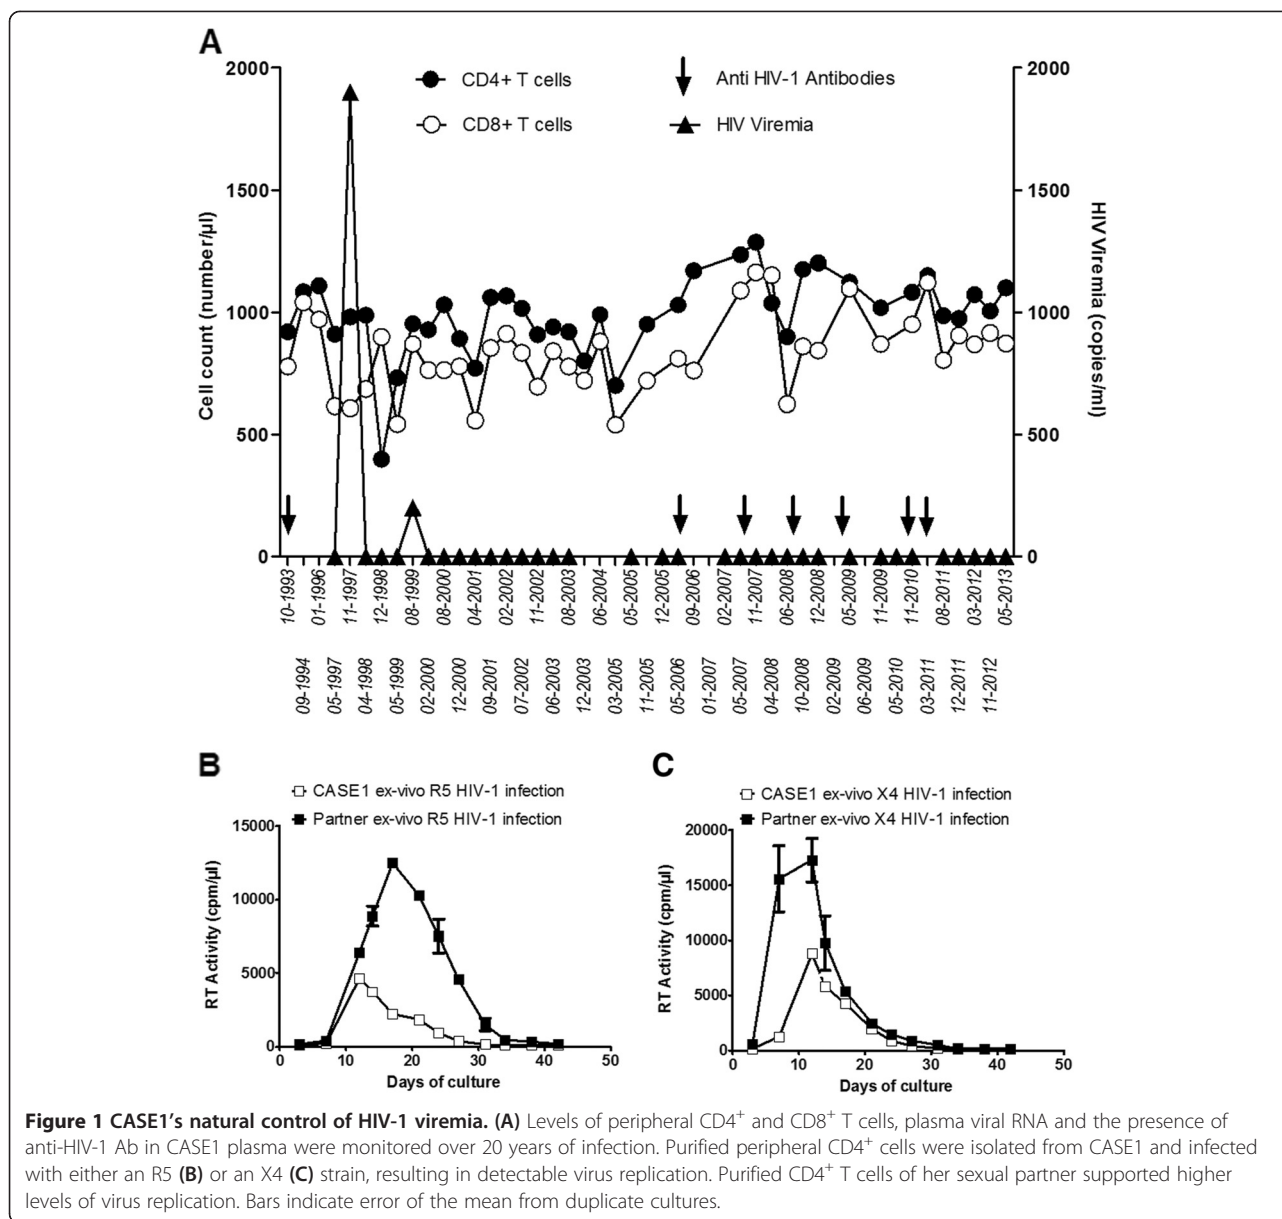 A
CD4+ T cells
Anti HIV-1 Antibodies
CD8+ T cells
HIV Viremia
Cell count (number/µl)
HIV Viremia (copies/ml)
2000
1500
1000
500
0
2000
1500
1000
500
0
10-1993
01-1996
11-1997
12-1998
08-1999
08-2000
04-2001
02-2002
11-2002
08-2003
06-2004
05-2005
12-2005
09-2006
02-2007
11-2007
06-2008
12-2008
05-2009
11-2009
11-2010
08-2011
03-2012
05-2013
09-1994
05-1997
04-1998
05-1999
02-2000
12-2000
09-2001
07-2002
06-2003
12-2003
03-2005
11-2005
05-2006
01-2007
05-2007
04-2008
10-2008
02-2009
05-2010
03-2011
12-2011
11-2012
B
CASE1 ex-vivo R5 HIV-1 infection
Partner ex-vivo R5 HIV-1 infection
RT Activity (cpm/µl)
15000
10000
5000
0
0 10 20 30 40 50
Days of culture
C
CASE1 ex-vivo X4 HIV-1 infection
Partner ex-vivo X4 HIV-1 infection
RT Activity (cpm/µl)
20000
15000
10000
5000
0
0 10 20 30 40 50
Days of culture
Figure 1 CASE1's natural control of HIV-1 viremia. (A) Levels of peripheral CD4⁺ and CD8⁺ T cells, plasma viral RNA and the presence of
anti-HIV-1 Ab in CASE1 plasma were monitored over 20 years of infection. Purified peripheral CD4⁺ cells were isolated from CASE1 and infected
with either an R5 (B) or an X4 (C) strain, resulting in detectable virus replication. Purified CD4⁺ T cells of her sexual partner supported higher
levels of virus replication. Bars indicate error of the mean from duplicate cultures.